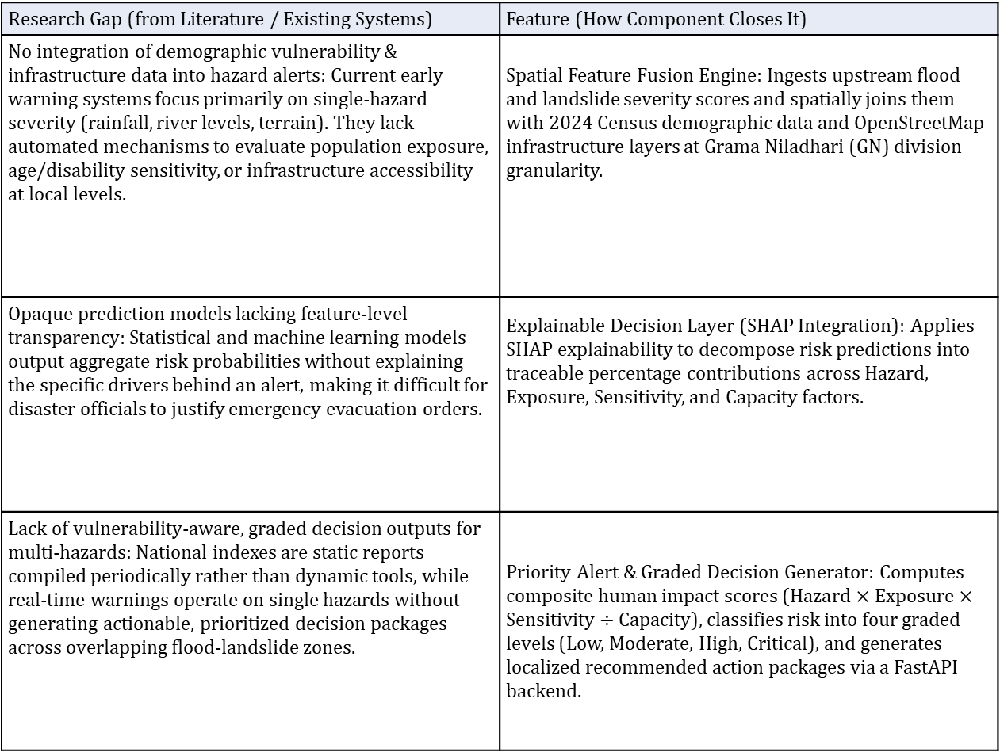 Research Gap (from Literature / Existing Systems)
Feature (How Component Closes It)
No integration of demographic vulnerability &
infrastructure data into hazard alerts: Current early
warning systems focus primarily on single-hazard
severity (rainfall, river levels, terrain). They lack
automated mechanisms to evaluate population exposure,
age/disability sensitivity, or infrastructure accessibility
at local levels.
Spatial Feature Fusion Engine: Ingests upstream flood
and landslide severity scores and spatially joins them
with 2024 Census demographic data and OpenStreetMap
infrastructure layers at Grama Niladhari (GN) division
granularity.
Opaque prediction models lacking feature-level
transparency: Statistical and machine learning models
output aggregate risk probabilities without explaining
the specific drivers behind an alert, making it difficult for
disaster officials to justify emergency evacuation orders.
Explainable Decision Layer (SHAP Integration): Applies
SHAP explainability to decompose risk predictions into
traceable percentage contributions across Hazard,
Exposure, Sensitivity, and Capacity factors.
Lack of vulnerability-aware, graded decision outputs for
multi-hazards: National indexes are static reports
compiled periodically rather than dynamic tools, while
real-time warnings operate on single hazards without
generating actionable, prioritized decision packages
across overlapping flood-landslide zones.
Priority Alert & Graded Decision Generator: Computes
composite human impact scores (Hazard × Exposure ×
Sensitivity ÷ Capacity), classifies risk into four graded
levels (Low, Moderate, High, Critical), and generates
localized recommended action packages via a FastAPI
backend.